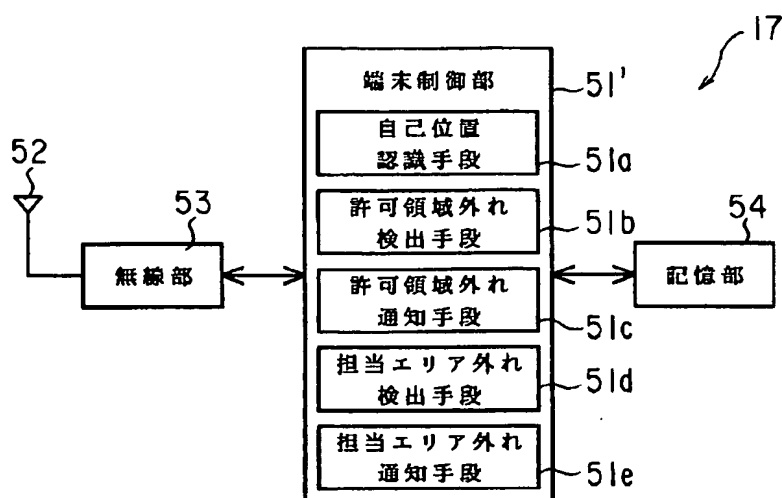 17
端末制御部
51'
自己位置
認識手段
51a
52
53
無線部
許可領域外れ
検出手段
51b
54
記憶部
許可領域外れ
通知手段
51c
担当エリア外れ
検出手段
51d
担当エリア外れ
通知手段
51e